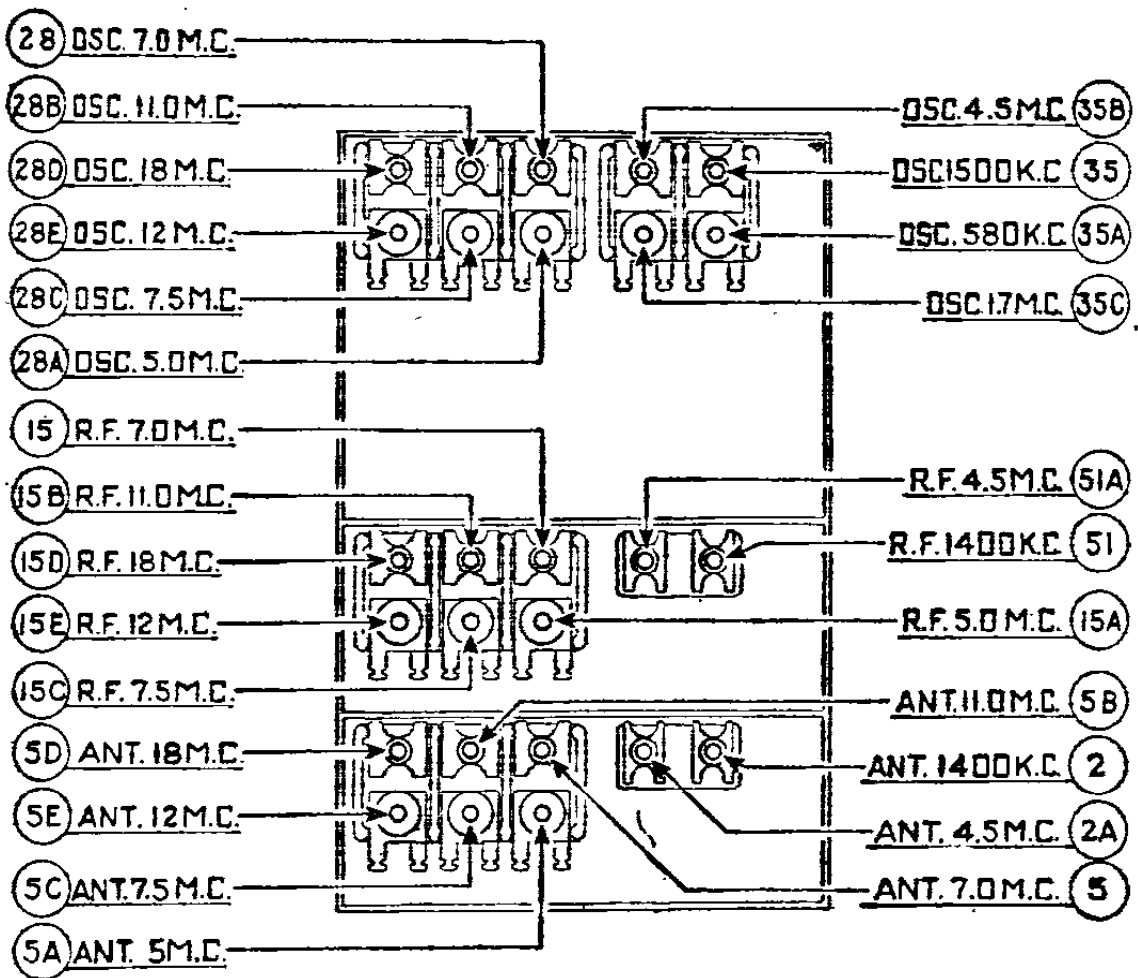 28 OSC. 7.0 M.C.
28B OSC. 11.0 M.C.
28D OSC. 18 M.C.
28E OSC. 12 M.C.
28C OSC. 7.5 M.C.
28A OSC. 5.0 M.C.
15 R.F. 7.0 M.C.
15B R.F. 11.0 M.C.
15D R.F. 18 M.C.
15E R.F. 12 M.C.
15C R.F. 7.5 M.C.
5D ANT. 18 M.C.
5E ANT. 12 M.C.
5C ANT. 7.5 M.C.
5A ANT. 5 M.C.
OSC. 4.5 M.C. 35B
OSC 1500 K.C 35
OSC. 580 K.C. 35A
OSC. 1.7 M.C. 35C
R.F. 4.5 M.C. 51A
R.F. 1400 K.C. 51
R.F. 5.0 M.C. 15A
ANT. 11.0 M.C. 5B
ANT. 1400 K.C. 2
ANT. 4.5 M.C. 2A
ANT. 7.0 M.C. 5